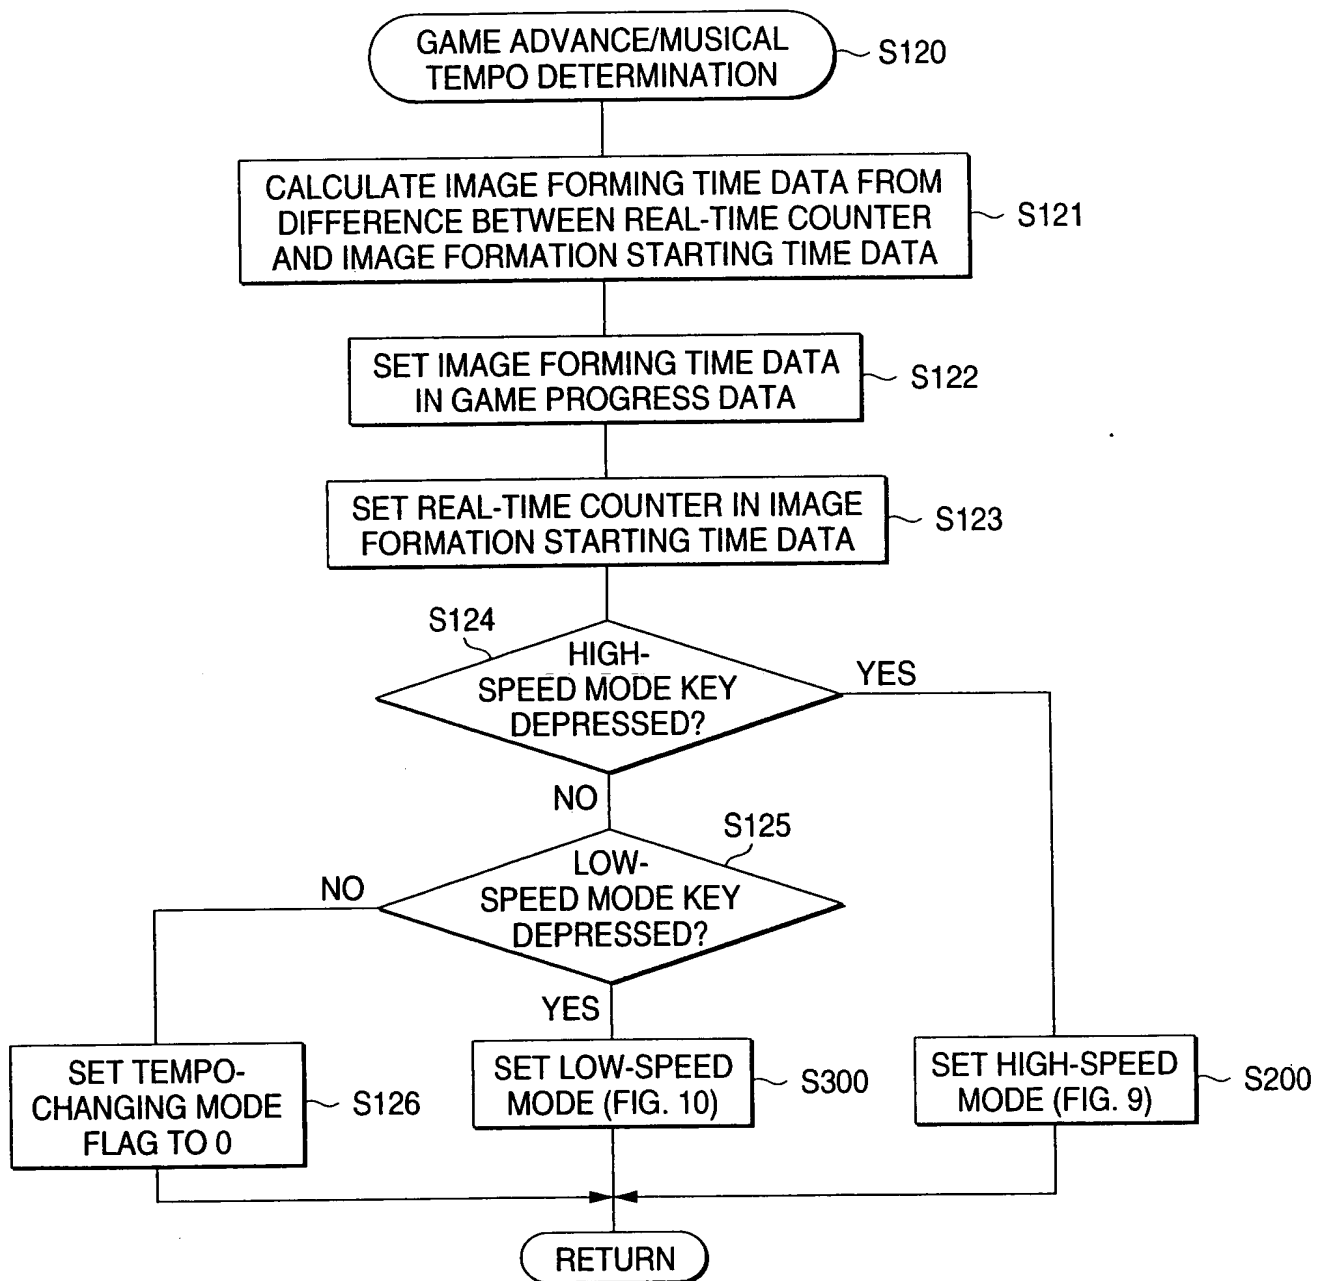 GAME ADVANCE/MUSICAL
TEMPO DETERMINATION
S120
CALCULATE IMAGE FORMING TIME DATA FROM
DIFFERENCE BETWEEN REAL-TIME COUNTER
AND IMAGE FORMATION STARTING TIME DATA
S121
SET IMAGE FORMING TIME DATA
IN GAME PROGRESS DATA
S122
SET REAL-TIME COUNTER IN IMAGE
FORMATION STARTING TIME DATA
S123
S124
HIGH-
SPEED MODE KEY
DEPRESSED?
YES
NO
S125
LOW-
SPEED MODE KEY
DEPRESSED?
NO
YES
SET TEMPO-
CHANGING MODE
FLAG TO 0
S126
SET LOW-SPEED
MODE (FIG. 10)
S300
SET HIGH-SPEED
MODE (FIG. 9)
S200
RETURN